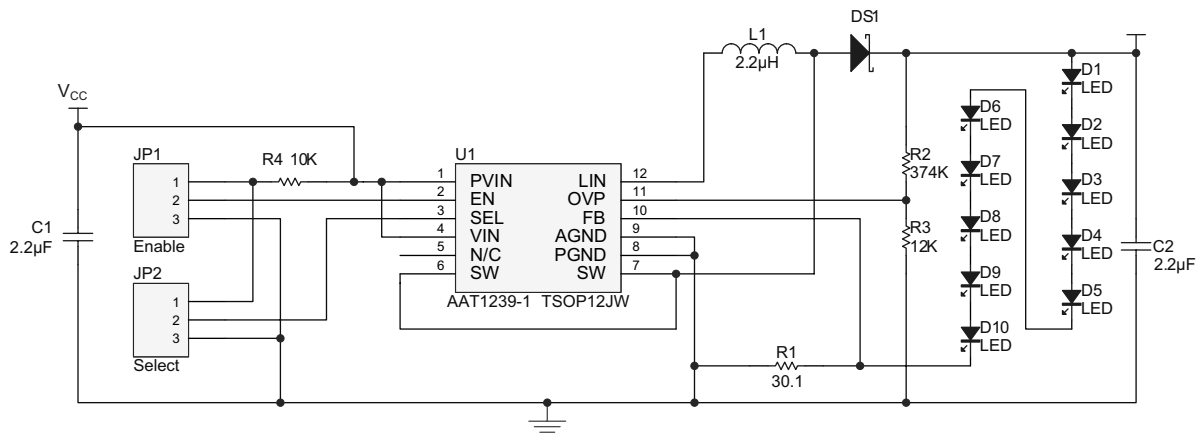 DS1
L1
2.2µH
VCC
D1
LED
D6
LED
D2
LED
JP1
R4 10K
U1
R2
374K
D7
LED
D3
LED
1
2
3
Enable
1 PVIN LIN 12
2 EN OVP 11
3 SEL FB 10
4 VIN AGND 9
5 N/C PGND 8
6 SW SW 7
AAT1239-1 TSOP12JW
C1
2.2µF
R3
12K
D8
LED
D4
LED
C2
2.2µF
JP2
1
2
3
Select
D9
LED
D5
LED
D10
LED
R1
30.1